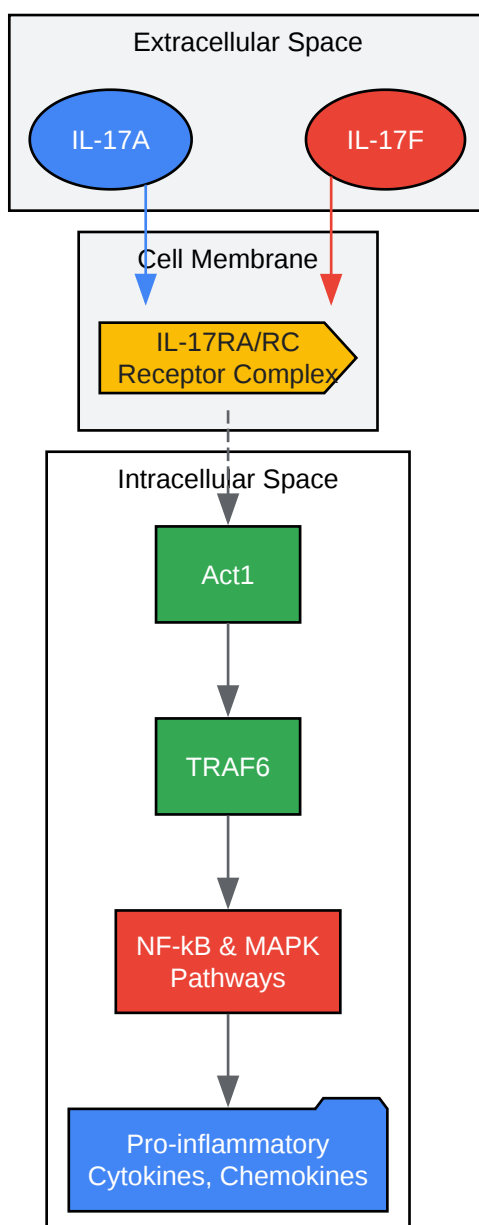 Extracellular Space
IL-17A
IL-17F
Cell Membrane
IL-17RA/RC
Receptor Complex
Intracellular Space
Act1
TRAF6
NF-kB & MAPK
Pathways
Pro-inflammatory
Cytokines, Chemokines